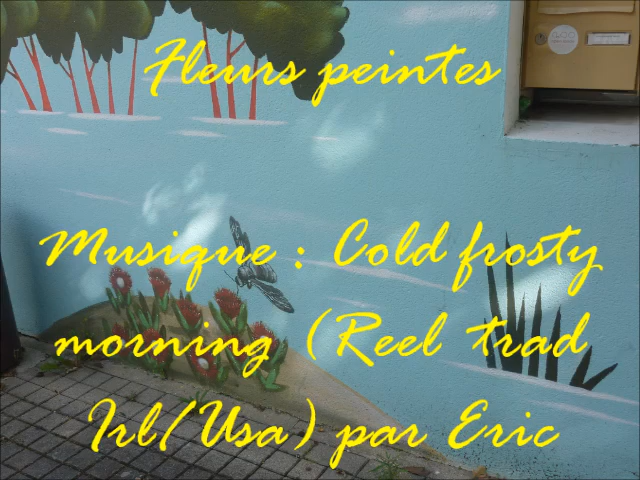 Fleurs peintes
Musique : Cold frosty
morning (Reel trad
Irl(Usa) par Eric